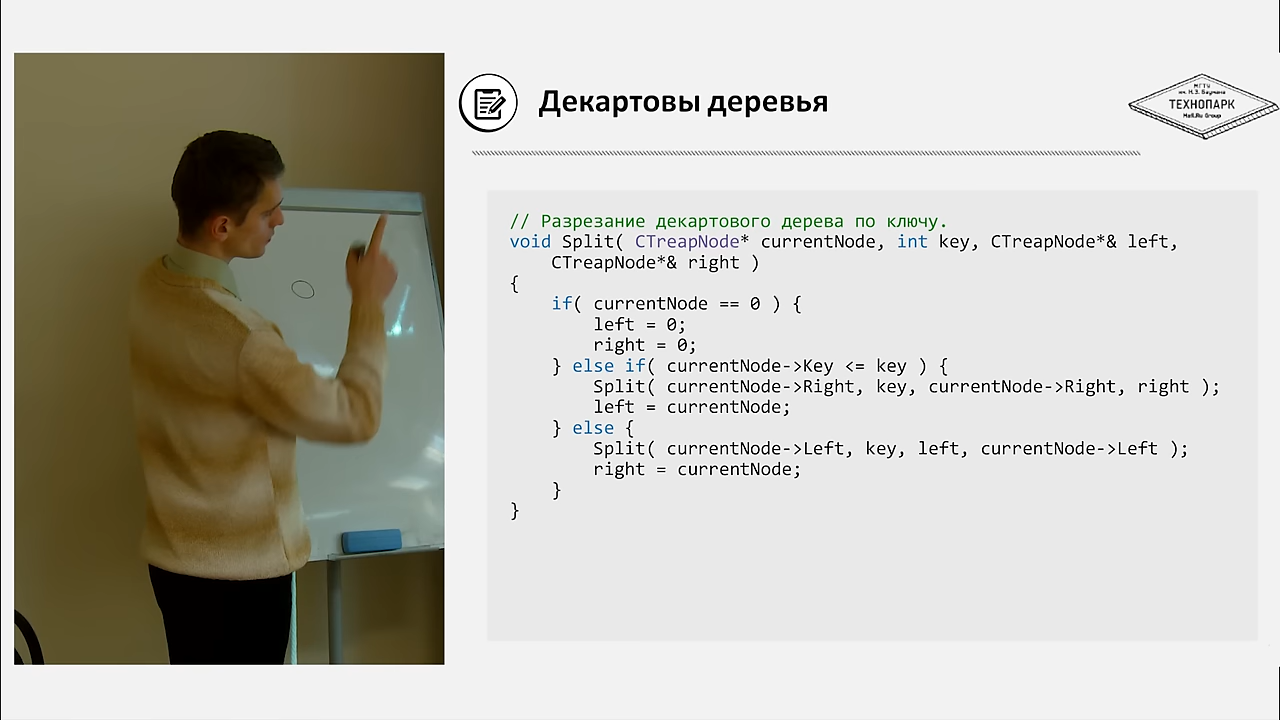 Декартовы деревья
МГТУ
им. Н.Э. Баумана
ТЕХНОПАРК
Mail.Ru Group
// Разрезание декартового дерева по ключу.
void Split( CTreapNode* currentNode, int key, CTreapNode*& left,
    CTreapNode*& right )
{
    if( currentNode == 0 ) {
        left = 0;
        right = 0;
    } else if( currentNode->Key <= key ) {
        Split( currentNode->Right, key, currentNode->Right, right );
        left = currentNode;
    } else {
        Split( currentNode->Left, key, left, currentNode->Left );
        right = currentNode;
    }
}